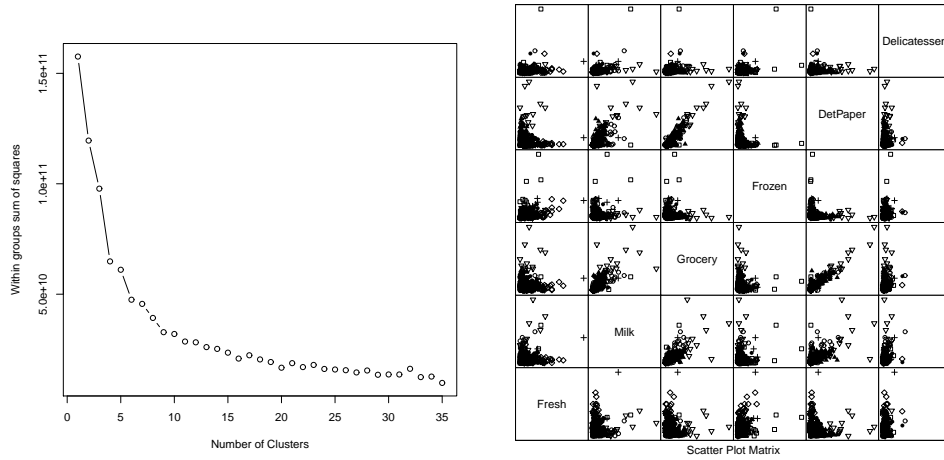 Within groups sum of squares
1.5e+11
1.0e+11
5.0e+10
0 5 10 15 20 25 30 35
Number of Clusters
Delicatessen
DetPaper
Frozen
Grocery
Milk
Fresh
Scatter Plot Matrix